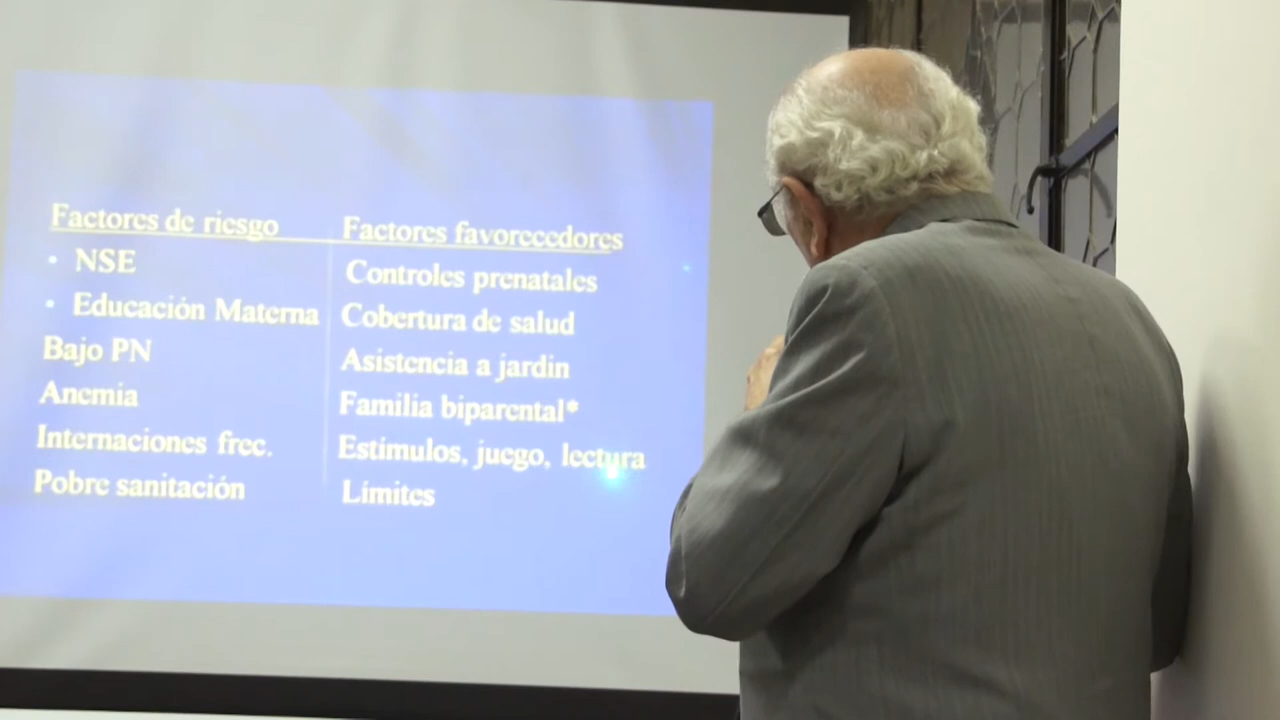 Factores de riesgo
• NSE
• Educación Materna
Bajo PN
Anemia
Internaciones frec.
Pobre sanitación
Factores favorecedores
Controles prenatales
Cobertura de salud
Asistencia a jardin
Familia biparental*
Estímulos, juego, lectura
Límites